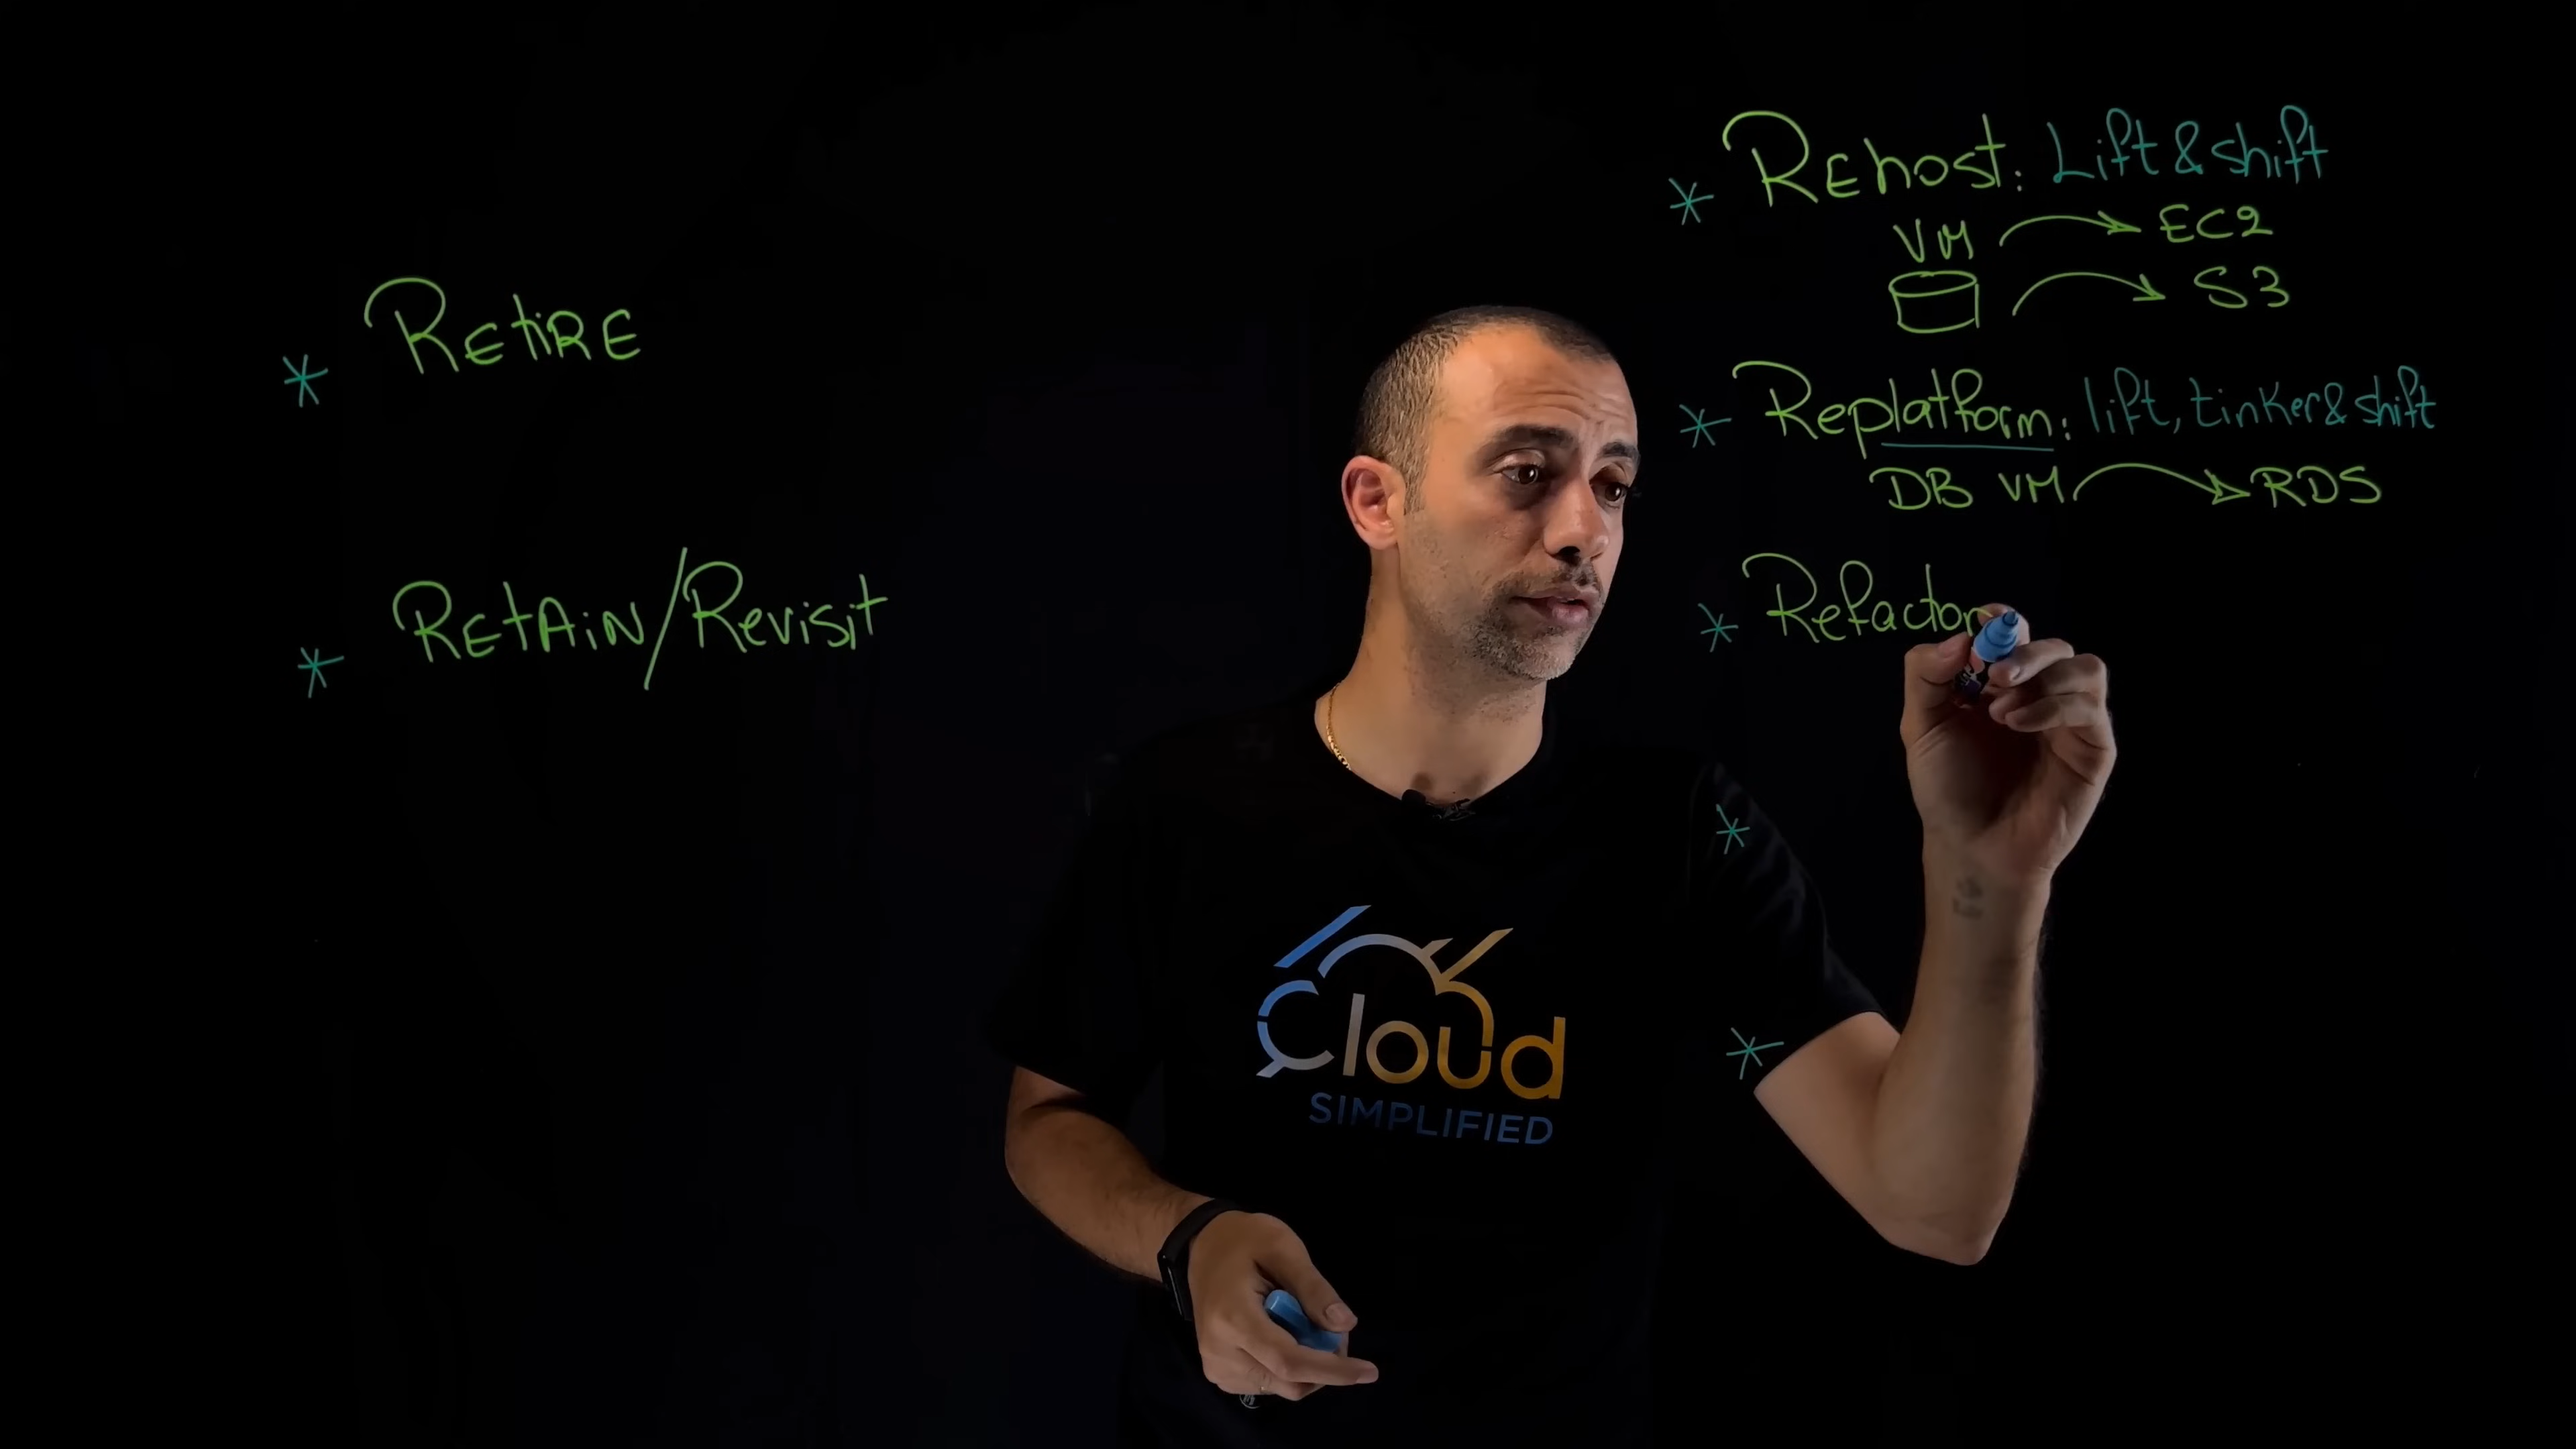 * Retire
* Retain/Revisit
* Rehost: Lift & shift
VM EC2
S3
* Replatform: lift, tinker & shift
DB VM RDS
* Refactor
*
*
Cloud
SIMPLIFIED